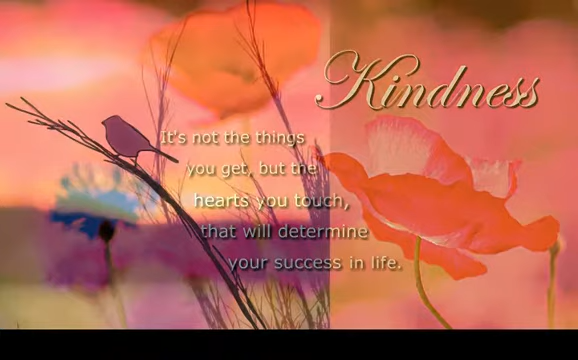 Kindness
It's not the things
you get, but the
hearts you touch,
that will determine
your success in life.